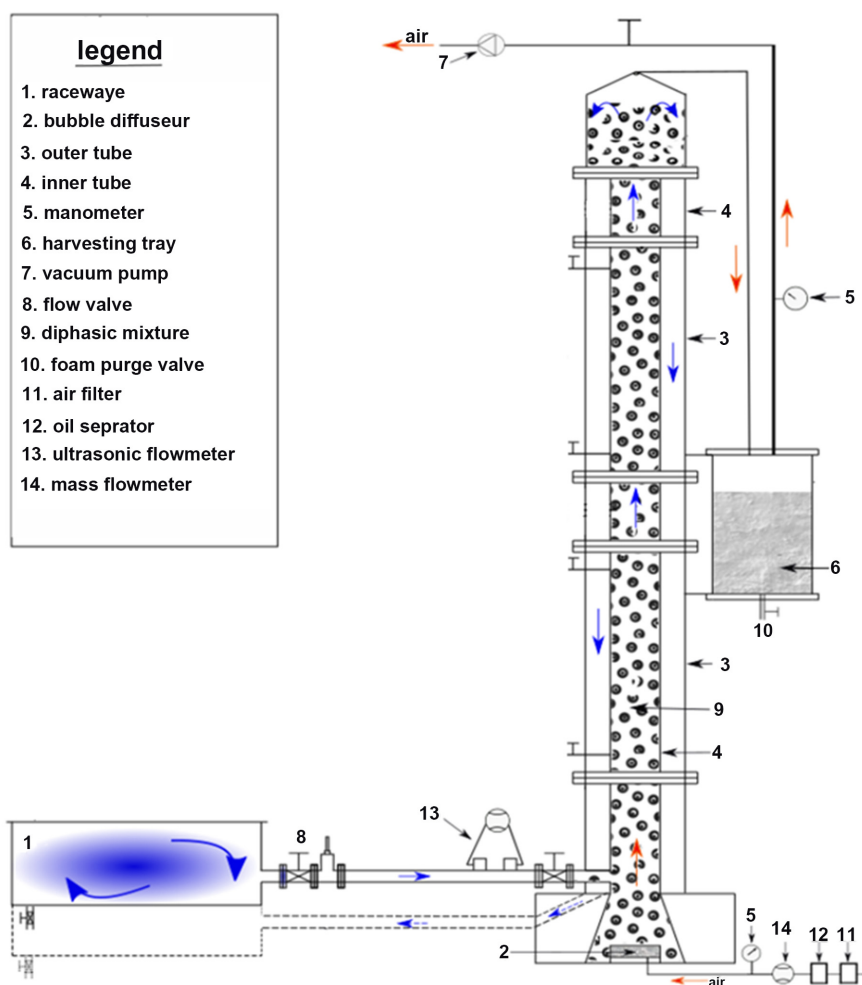 legend
1. racewaye
2. bubble diffuseur
3. outer tube
4. inner tube
5. manometer
6. harvesting tray
7. vacuum pump
8. flow valve
9. diphasic mixture
10. foam purge valve
11. air filter
12. oil seprator
13. ultrasonic flowmeter
14. mass flowmeter
air
7
4
5
3
6
10
3
9
4
13
8
1
5 14 12 11
2
air